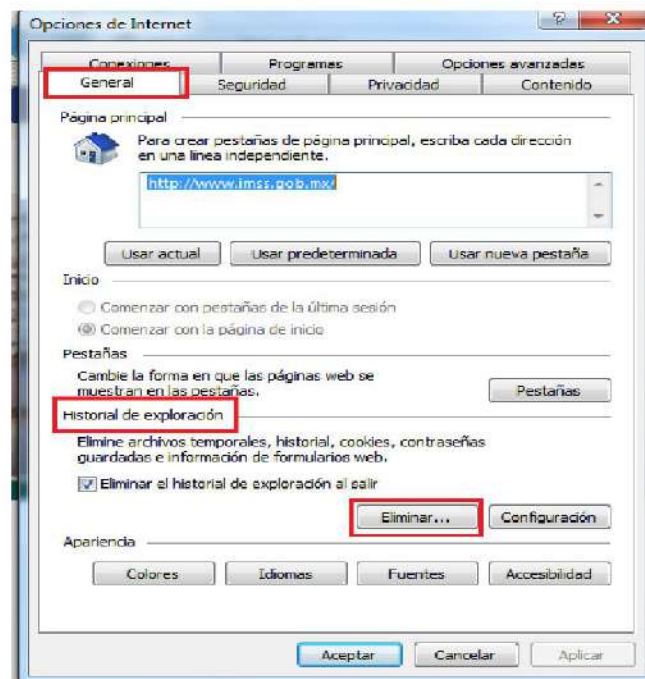 Opciones de Internet
Conexiones Programas Opciones avanzadas
General Seguridad Privacidad Contenido
Página principal
Para crear pestañas de página principal, escriba cada dirección
en una línea independiente.
http://www.imss.gob.mx/
Usar actual Usar predeterminada Usar nueva pestaña
Inicio
Comenzar con pestañas de la última sesión
Comenzar con la página de inicio
Pestañas
Cambie la forma en que las páginas web se
muestran en las pestañas.
Pestañas
Historial de exploración
Elimine archivos temporales, historial, cookies, contraseñas
guardadas e información de formularios web.
Eliminar el historial de exploración al salir
Eliminar... Configuración
Apariencia
Colores Idiomas Fuentes Accesibilidad
Aceptar Cancelar Aplicar